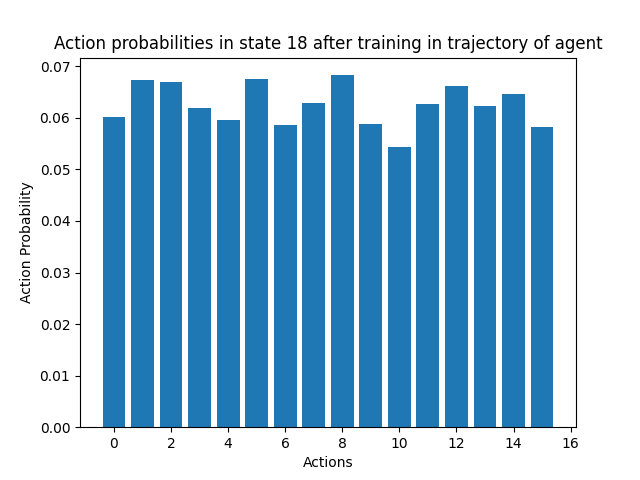 Action probabilities in state 18 after training in trajectory of agent
0.07
0.06
0.05
0.04
0.03
0.02
0.01
0.00
Action Probability
0 2 4 6 8 10 12 14 16
Actions